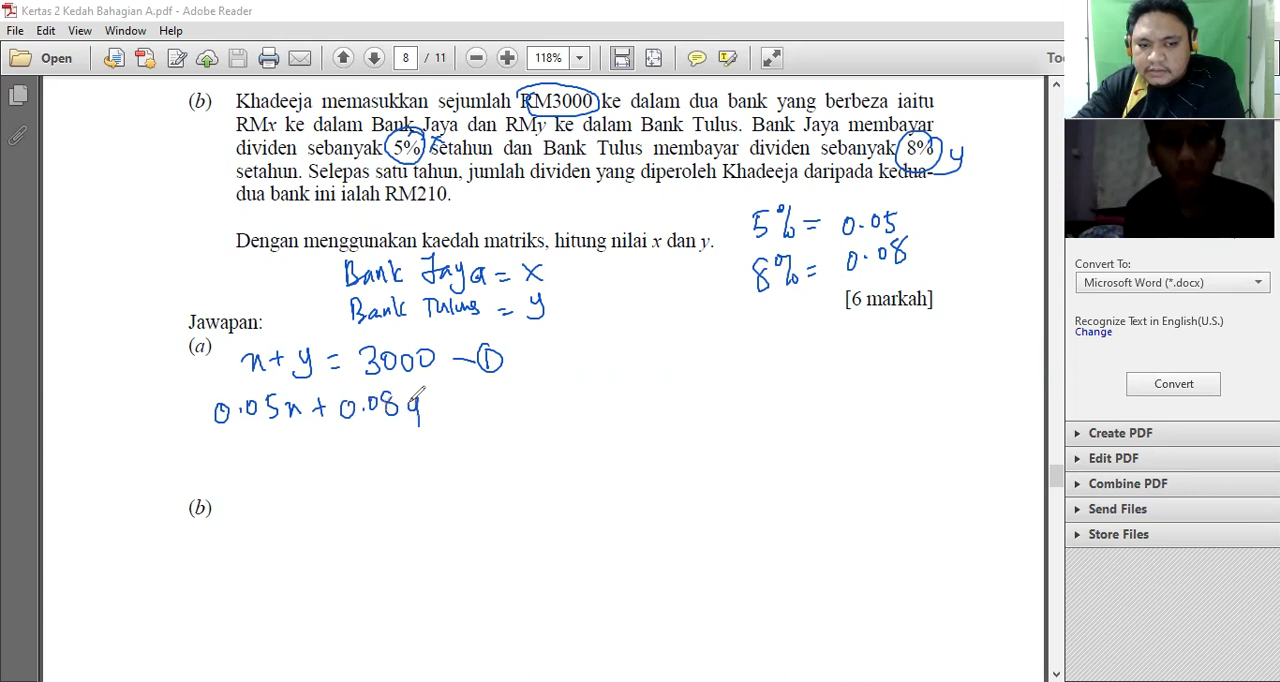 Kertas 2 Kedah Bahagian A.pdf - Adobe Reader
File Edit View Window Help
Open 8 / 11 118%
(b) Khadeeja memasukkan sejumlah RM3000 ke dalam dua bank yang berbeza iaitu
RMx ke dalam Bank Jaya dan RMy ke dalam Bank Tulus. Bank Jaya membayar
dividen sebanyak 5% x setahun dan Bank Tulus membayar dividen sebanyak 8% y
setahun. Selepas satu tahun, jumlah dividen yang diperoleh Khadeeja daripada kedua-
dua bank ini ialah RM210.
5% = 0.05
Dengan menggunakan kaedah matriks, hitung nilai x dan y.
8% = 0.08
Bank Jaya = x
[6 markah]
Bank Tulus = y
Jawapan:
(a) x + y = 3000 — ①
0.05x + 0.08y
(b)
Convert To:
Microsoft Word (*.docx)
Recognize Text in English(U.S.)
Change
Convert
Create PDF
Edit PDF
Combine PDF
Send Files
Store Files